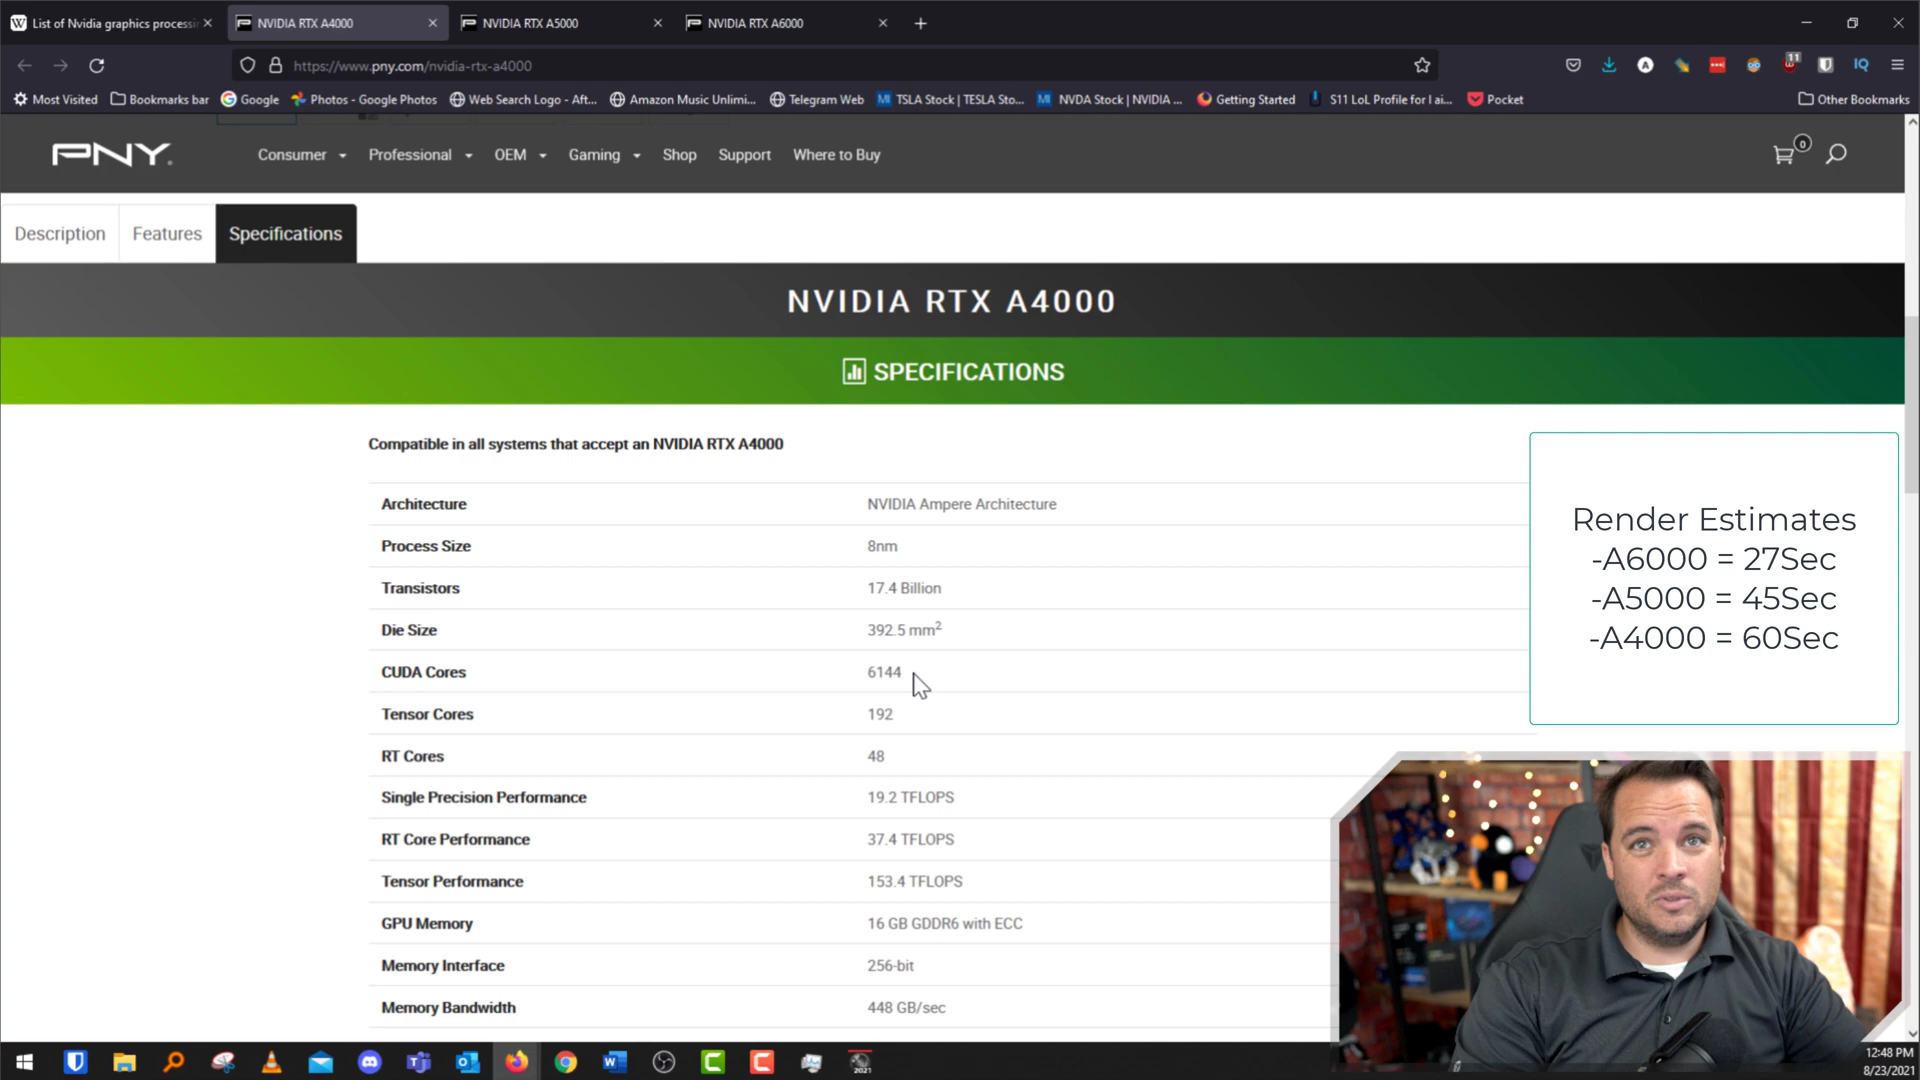 List of Nvidia graphics processi
NVIDIA RTX A4000
NVIDIA RTX A5000
NVIDIA RTX A6000
https://www.pny.com/nvidia-rtx-a4000
11
IQ
Most Visited
Bookmarks bar
Google
Photos - Google Photos
Web Search Logo - Aft...
Amazon Music Unlimi...
Telegram Web
TSLA Stock | TESLA Sto...
NVDA Stock | NVIDIA ...
Getting Started
S11 LoL Profile for I ai...
Pocket
Other Bookmarks
PNY
Consumer
Professional
OEM
Gaming
Shop
Support
Where to Buy
0
Description
Features
Specifications
NVIDIA RTX A4000
SPECIFICATIONS
Compatible in all systems that accept an NVIDIA RTX A4000
Architecture NVIDIA Ampere Architecture
Process Size 8nm
Transistors 17.4 Billion
Die Size 392.5 mm2
CUDA Cores 6144
Tensor Cores 192
RT Cores 48
Single Precision Performance 19.2 TFLOPS
RT Core Performance 37.4 TFLOPS
Tensor Performance 153.4 TFLOPS
GPU Memory 16 GB GDDR6 with ECC
Memory Interface 256-bit
Memory Bandwidth 448 GB/sec
Render Estimates
-A6000 = 27Sec
-A5000 = 45Sec
-A4000 = 60Sec
2021
12:48 PM
8/23/2021